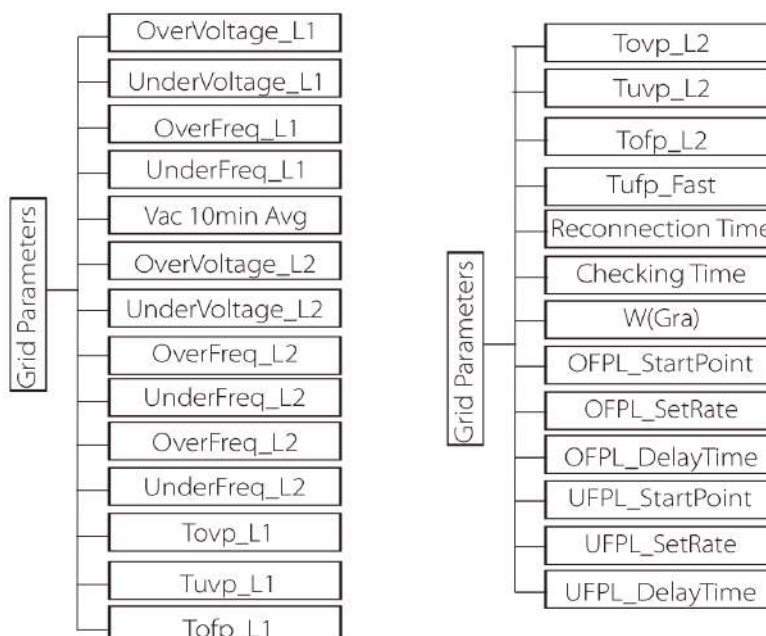 Grid Parameters
OverVoltage_L1
UnderVoltage_L1
OverFreq_L1
UnderFreq_L1
Vac 10min Avg
OverVoltage_L2
UnderVoltage_L2
OverFreq_L2
UnderFreq_L2
OverFreq_L2
UnderFreq_L2
Tovp_L1
Tuvp_L1
Tofp_L1
Grid Parameters
Tovp_L2
Tuvp_L2
Tofp_L2
Tufp_Fast
Reconnection Time
Checking Time
W(Gra)
OFPL_StartPoint
OFPL_SetRate
OFPL_DelayTime
UFPL_StartPoint
UFPL_SetRate
UFPL_DelayTime